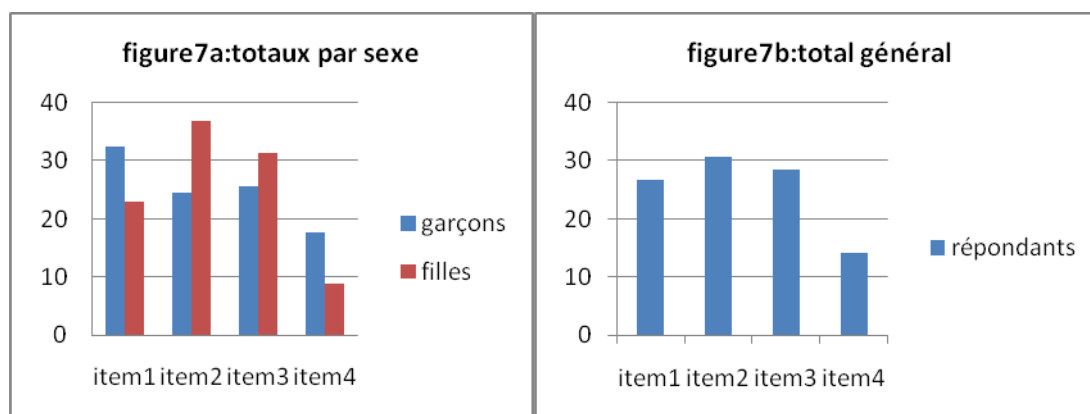 figure7a:totaux par sexe
40
30
20
10
0
item1 item2 item3 item4
garçons
filles
figure7b:total général
40
30
20
10
0
item1 item2 item3 item4
répondants